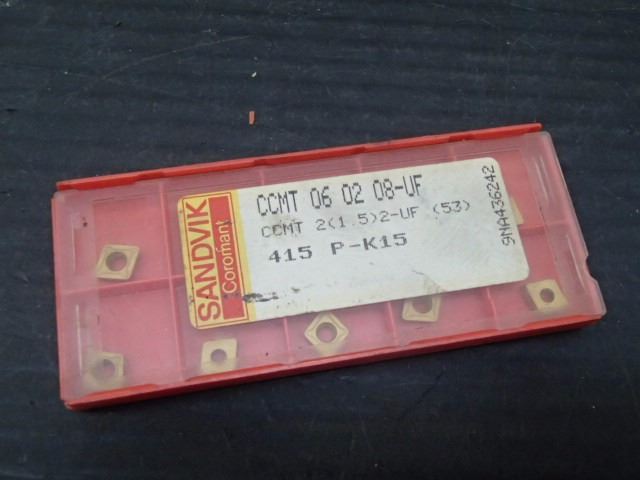 SANDVIK
Coromant
CCMT 06 02 08-UF
CCMT 2(1.5)2-UF (53)
415 P-K15
9NA436242